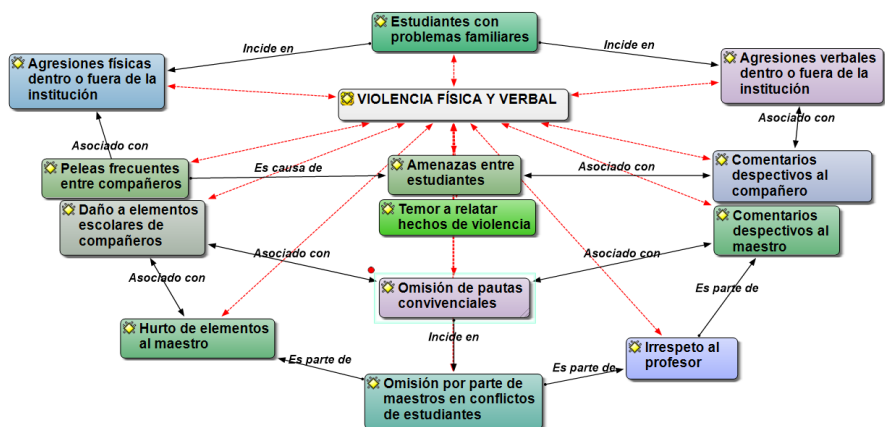 Estudiantes con
problemas familiares
Incide en
Incide en
Agresiones físicas
dentro o fuera de la
institución
Agresiones verbales
dentro o fuera de la
institución
VIOLENCIA FÍSICA Y VERBAL
Asociado con
Asociado con
Peleas frecuentes
entre compañeros
Es causa de
Amenazas entre
estudiantes
Asociado con
Comentarios
despectivos al
compañero
Daño a elementos
escolares de
compañeros
Temor a relatar
hechos de violencia
Comentarios
despectivos al
maestro
Asociado con
Asociado con
Asociado con
Omisión de pautas
convivenciales
Es parte de
Hurto de elementos
al maestro
Incide en
Irrespeto al
profesor
Es parte de
Es parte de
Omisión por parte de
maestros en conflictos
de estudiantes